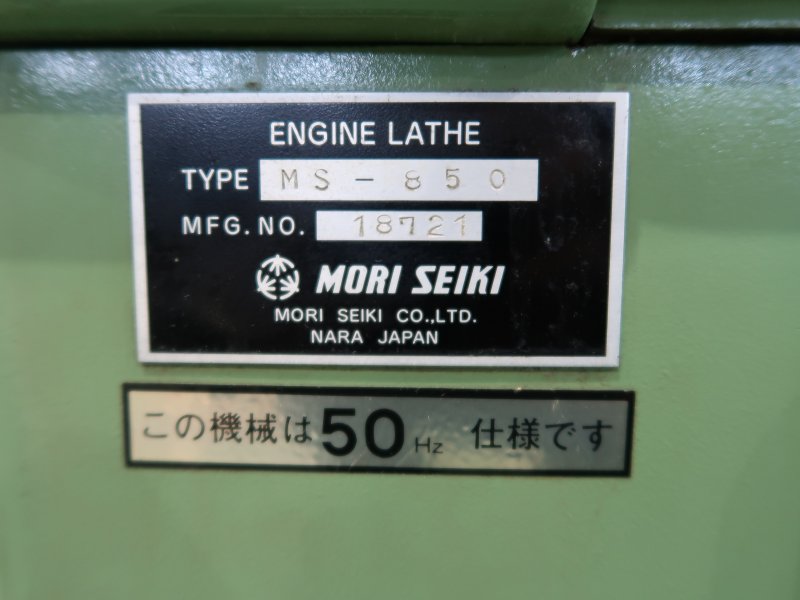 ENGINE LATHE
TYPE MS-850
MFG.NO. 18721
MORI SEIKI
MORI SEIKI CO.,LTD.
NARA JAPAN
この機械は50Hz 仕様です